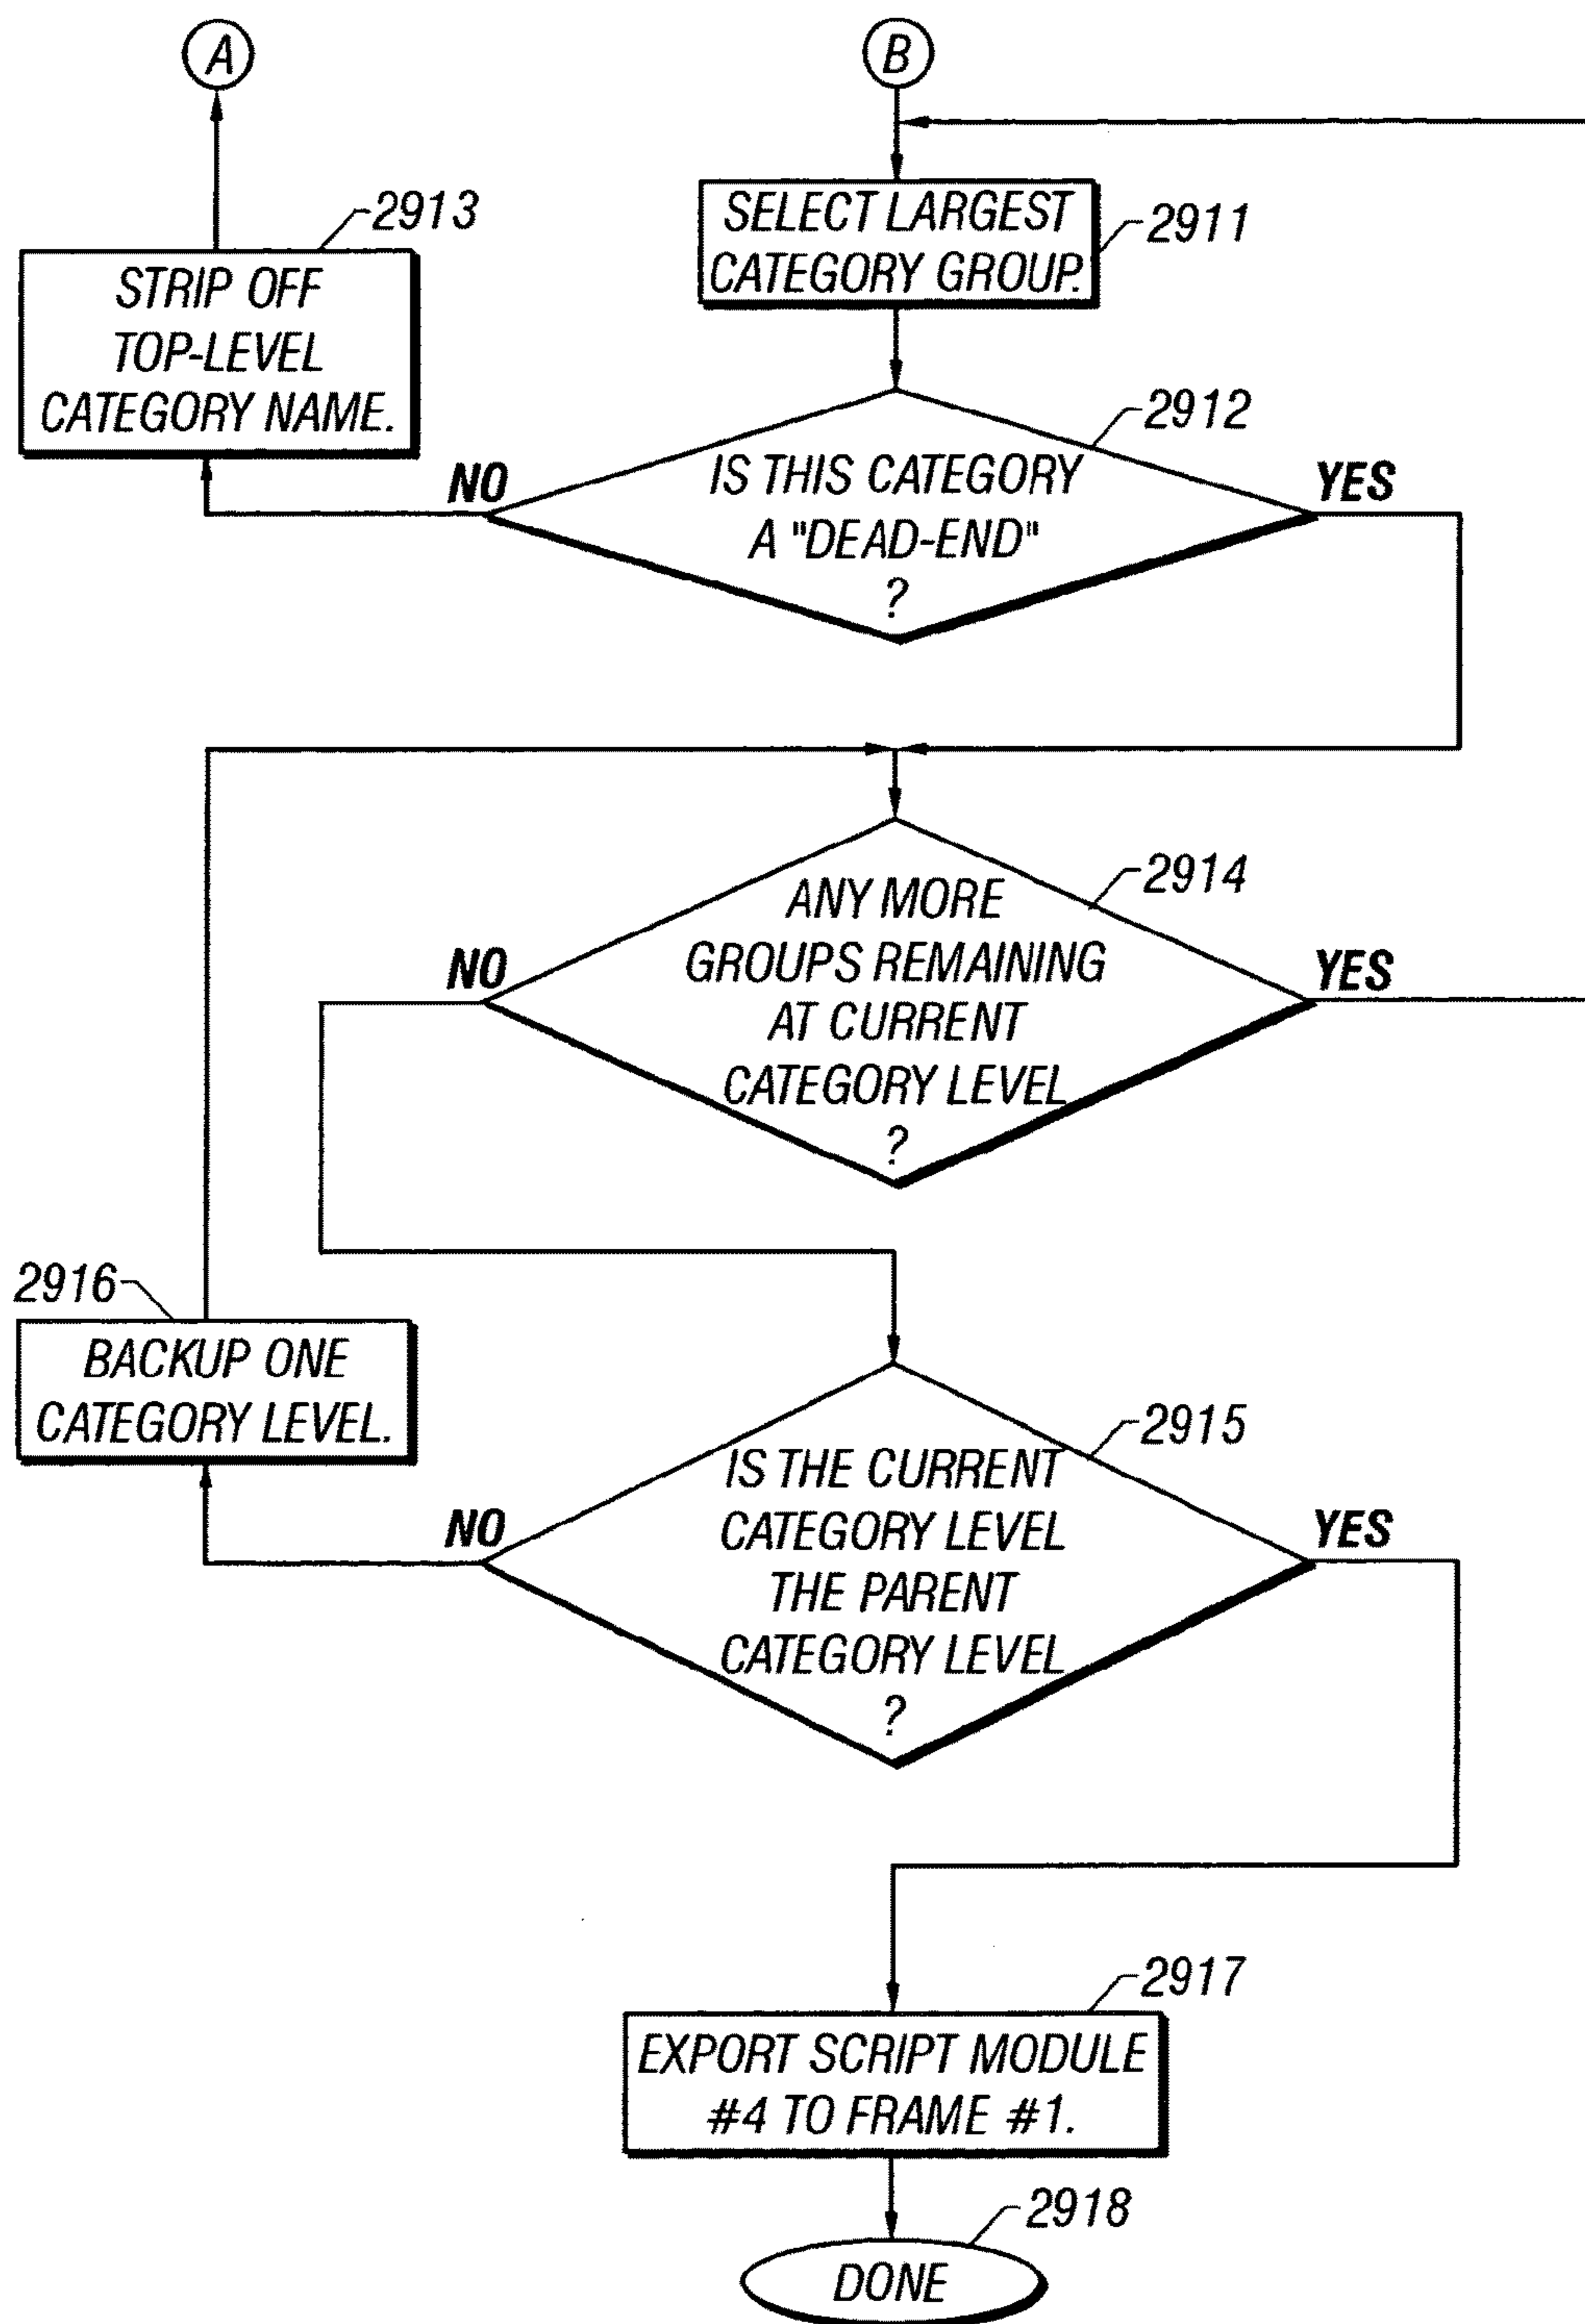 A
B
2913
STRIP OFF
TOP-LEVEL
CATEGORY NAME.
SELECT LARGEST
CATEGORY GROUP.
2911
2912
NO
IS THIS CATEGORY
A "DEAD-END"
?
YES
2914
NO
ANY MORE
GROUPS REMAINING
AT CURRENT
CATEGORY LEVEL
?
YES
2916
BACKUP ONE
CATEGORY LEVEL.
2915
NO
IS THE CURRENT
CATEGORY LEVEL
THE PARENT
CATEGORY LEVEL
?
YES
2917
EXPORT SCRIPT MODULE
#4 TO FRAME #1.
2918
DONE